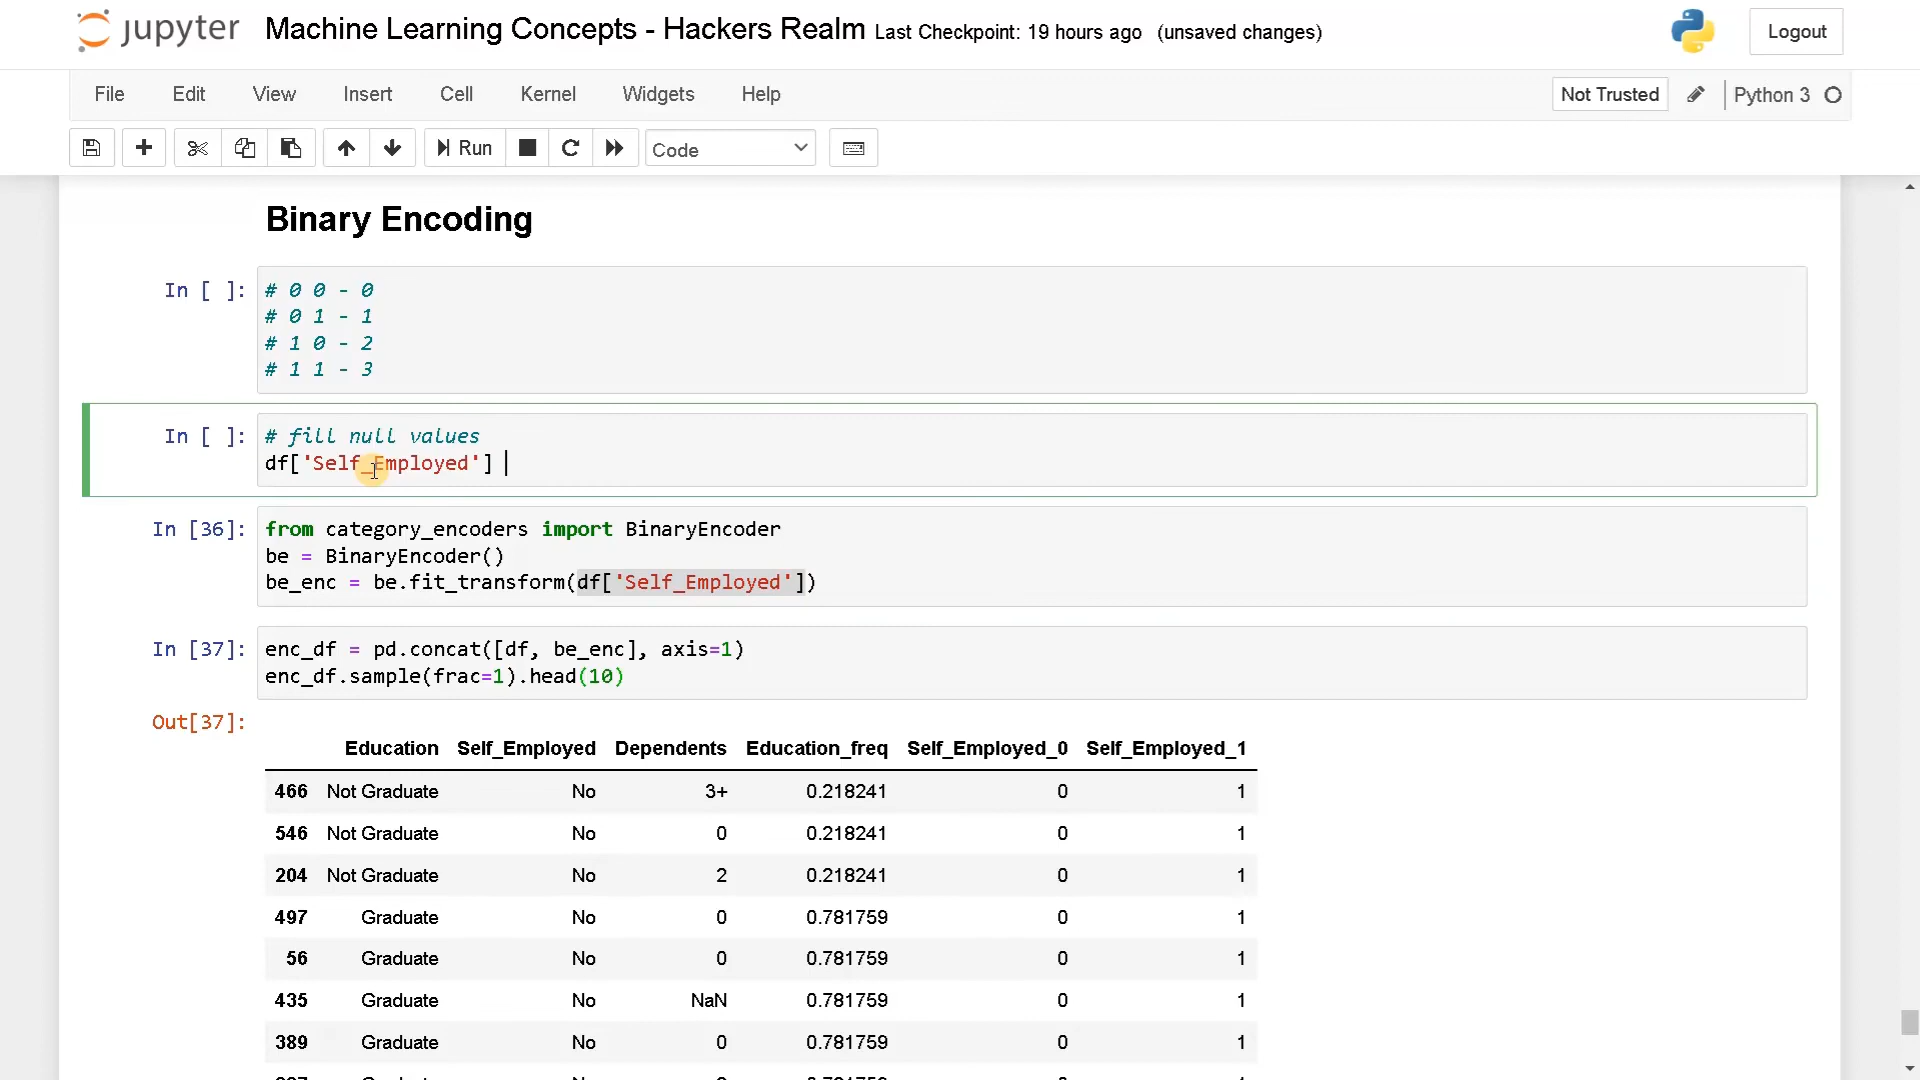 jupyter Machine Learning Concepts - Hackers Realm Last Checkpoint: 19 hours ago (unsaved changes) Logout
File Edit View Insert Cell Kernel Widgets Help Not Trusted Python 3
Run Code
Binary Encoding
In [ ]: # 0 0 - 0
# 0 1 - 1
# 1 0 - 2
# 1 1 - 3
In [ ]: # fill null values
df['Self_Employed']
In [36]: from category_encoders import BinaryEncoder
be = BinaryEncoder()
be_enc = be.fit_transform(df['Self_Employed'])
In [37]: enc_df = pd.concat([df, be_enc], axis=1)
enc_df.sample(frac=1).head(10)
Out[37]:
Education Self_Employed Dependents Education_freq Self_Employed_0 Self_Employed_1
466 Not Graduate No 3+ 0.218241 0 1
546 Not Graduate No 0 0.218241 0 1
204 Not Graduate No 2 0.218241 0 1
497 Graduate No 0 0.781759 0 1
56 Graduate No 0 0.781759 0 1
435 Graduate No NaN 0.781759 0 1
389 Graduate No 0 0.781759 0 1